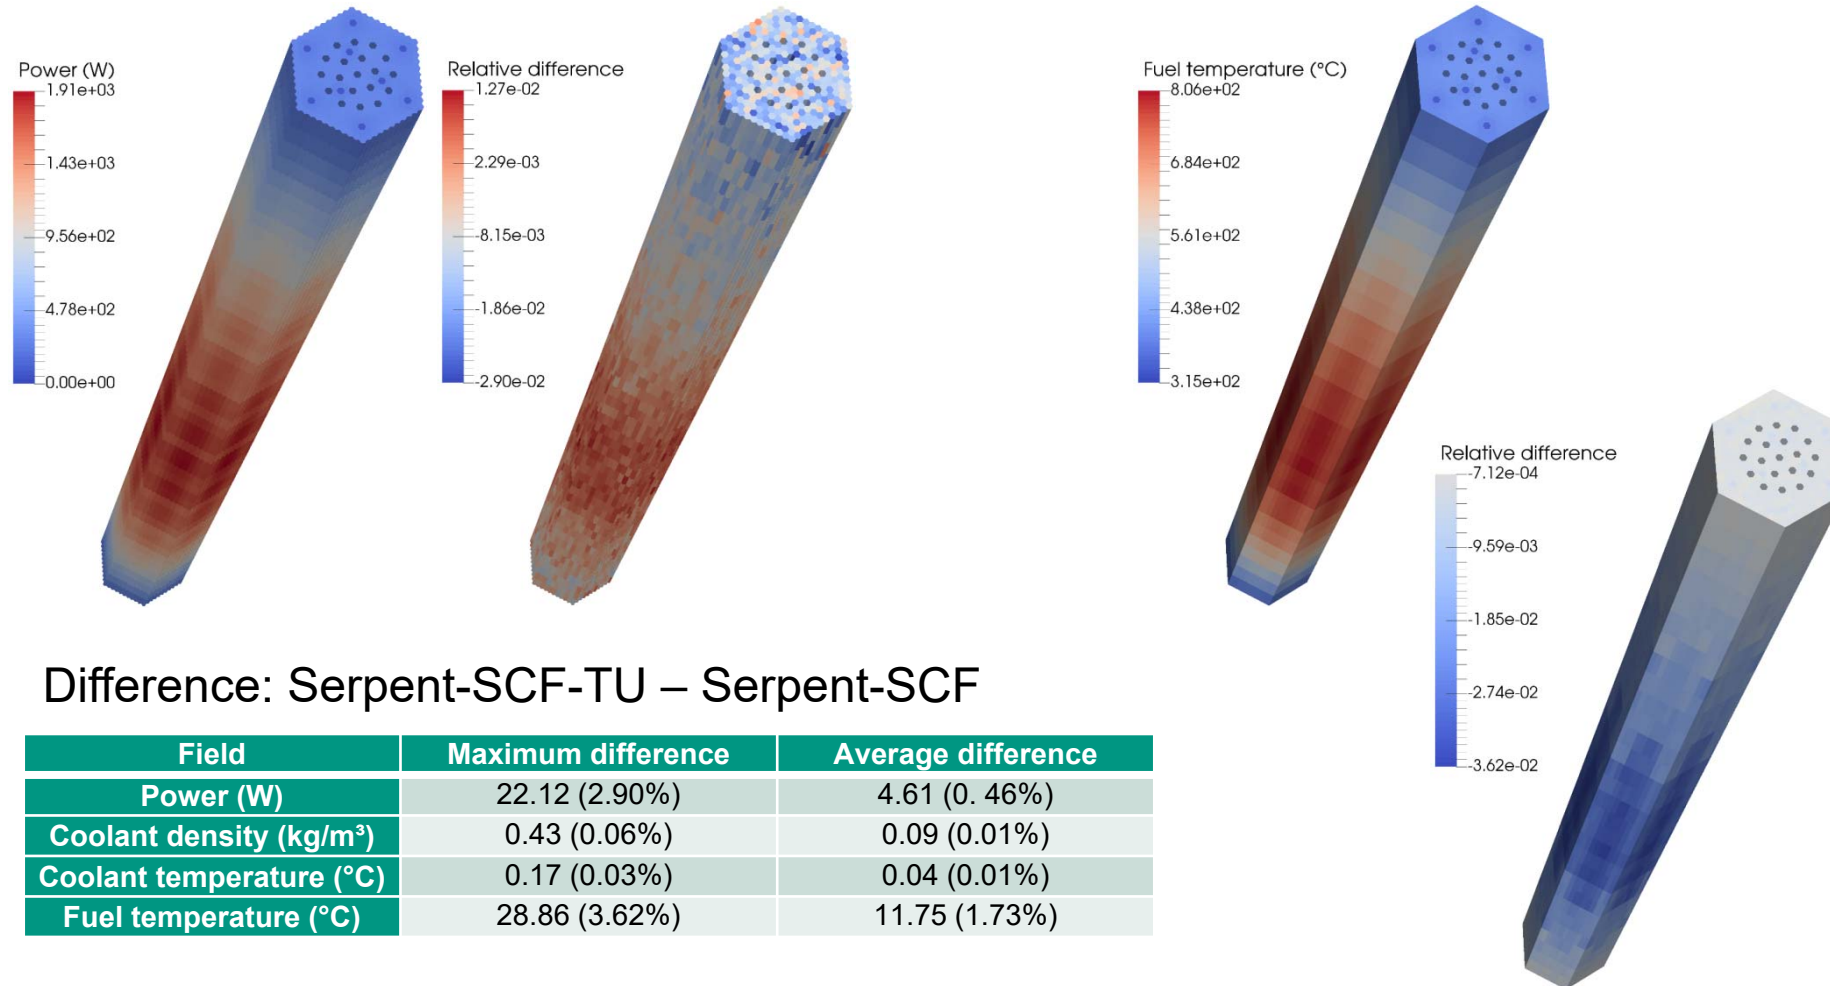 Power (W)
1.91e+03
1.43e+03
9.56e+02
4.78e+02
0.00e+00
Relative difference
1.27e-02
2.29e-03
-8.15e-03
-1.86e-02
-2.90e-02
Fuel temperature (°C)
8.06e+02
6.84e+02
5.61e+02
4.38e+02
3.15e+02
Relative difference
-7.12e-04
-9.59e-03
-1.85e-02
-2.74e-02
-3.62e-02
Difference: Serpent-SCF-TU – Serpent-SCF
Field Maximum difference Average difference
Power (W) 22.12 (2.90%) 4.61 (0. 46%)
Coolant density (kg/m³) 0.43 (0.06%) 0.09 (0.01%)
Coolant temperature (°C) 0.17 (0.03%) 0.04 (0.01%)
Fuel temperature (°C) 28.86 (3.62%) 11.75 (1.73%)